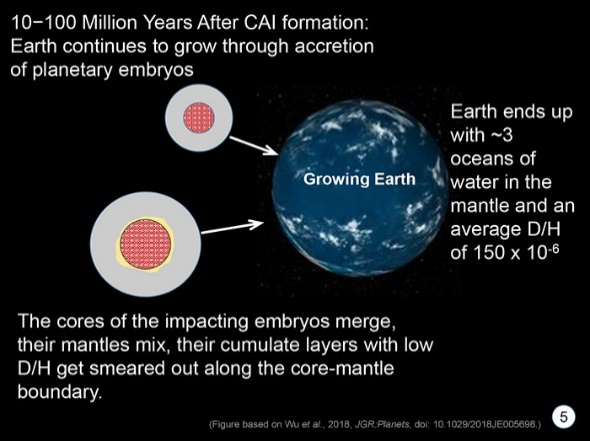 10–100 Million Years After CAI formation:
Earth continues to grow through accretion
of planetary embryos
Earth ends up
with ~3
oceans of
water in the
mantle and an
average D/H
of 150 x 10⁻⁶
Growing Earth
The cores of the impacting embryos merge,
their mantles mix, their cumulate layers with low
D/H get smeared out along the core-mantle
boundary.
(Figure based on Wu et al., 2018, JGR:Planets, doi: 10.1029/2018JE005698.)
5